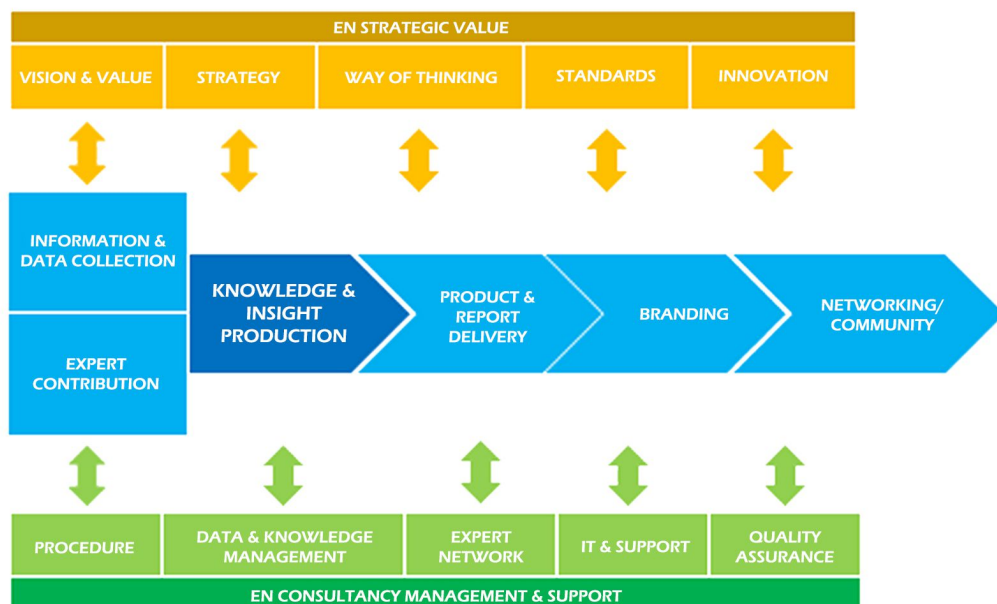 EN STRATEGIC VALUE
VISION & VALUE
STRATEGY
WAY OF THINKING
STANDARDS
INNOVATION
INFORMATION &
DATA COLLECTION
EXPERT
CONTRIBUTION
KNOWLEDGE &
INSIGHT
PRODUCTION
PRODUCT &
REPORT
DELIVERY
BRANDING
NETWORKING/
COMMUNITY
PROCEDURE
DATA & KNOWLEDGE
MANAGEMENT
EXPERT
NETWORK
IT & SUPPORT
QUALITY
ASSURANCE
EN CONSULTANCY MANAGEMENT & SUPPORT